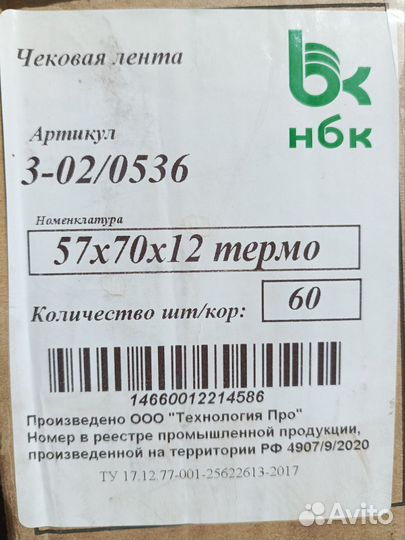 Чековая лента
нбк
Артикул
3-02/0536
Номенклатура
57х70х12 термо
Количество шт/кор: 60
14660012214586
Произведено ООО "Технология Про"
Номер в реестре промышленной продукции,
произведенной на территории РФ 4907/9/2020
ТУ 17.12.77-001-25622613-2017
Avito